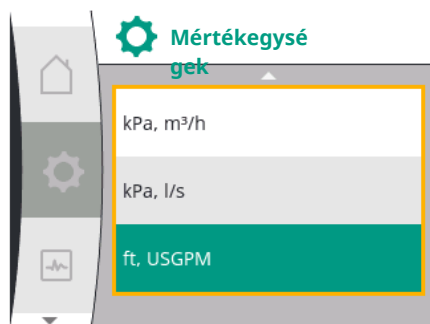 Mértékegysé
gek
kPa, m³/h
kPa, l/s
ft, USGPM